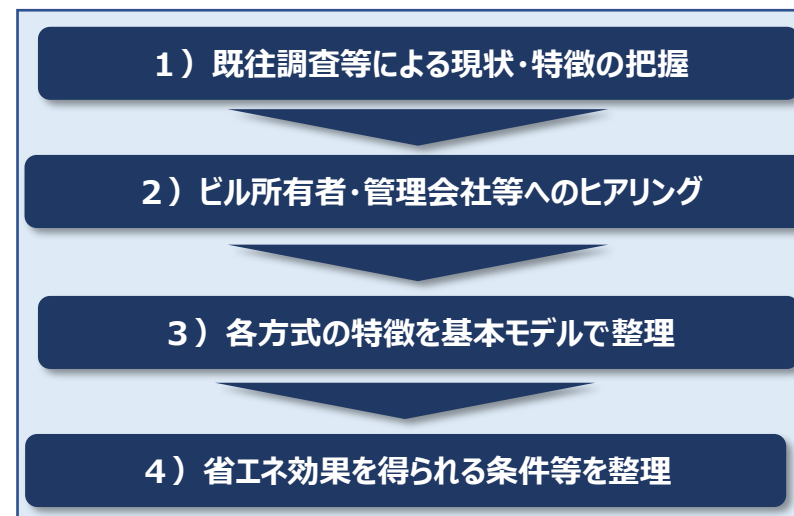 １）既往調査等による現状・特徴の把握
２）ビル所有者・管理会社等へのヒアリング
３）各方式の特徴を基本モデルで整理
４）省エネ効果を得られる条件等を整理